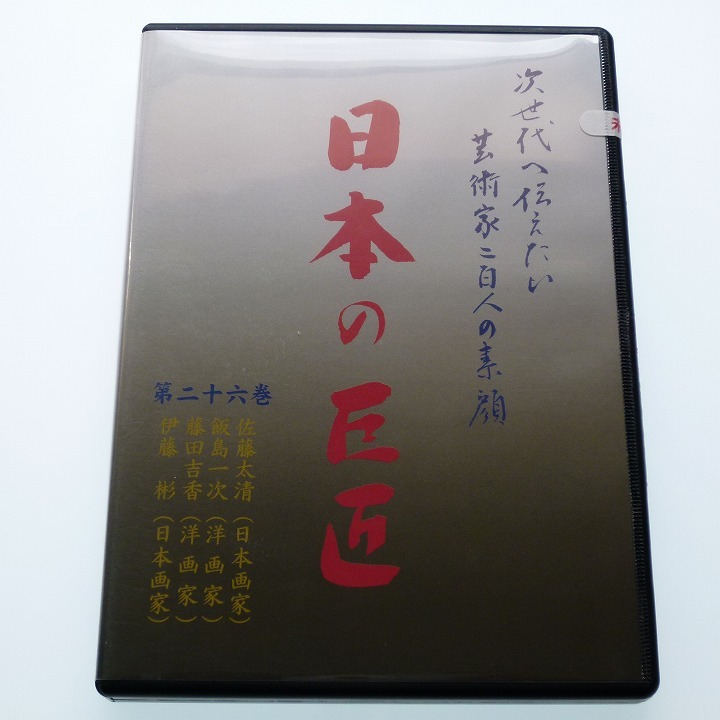 次世代へ伝えたい
芸術家二百人の素顔
日本の巨匠
第二十六巻
佐藤太清(日本画家)
飯島一次(洋画家)
藤田吉香(洋画家)
伊藤 彬(日本画家)